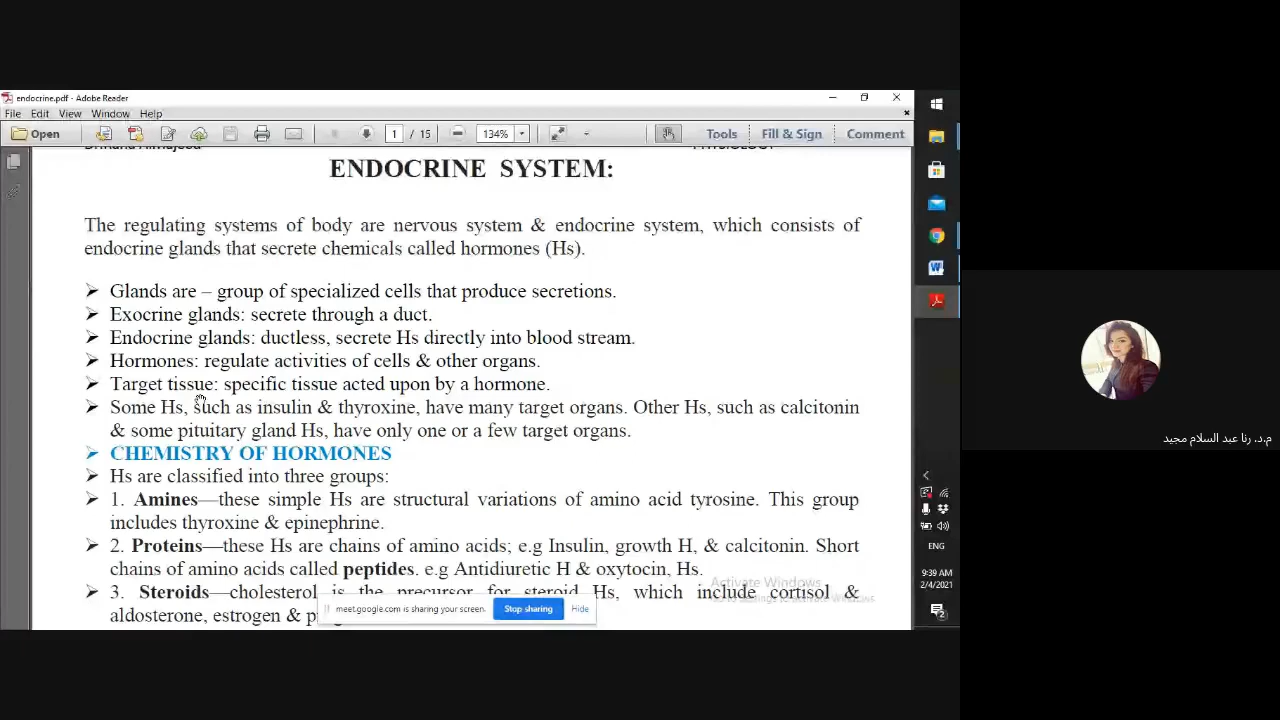 endocrine.pdf - Adobe Reader
File Edit View Window Help
Open 1 / 15 134% Tools Fill & Sign Comment
ENDOCRINE SYSTEM:
The regulating systems of body are nervous system & endocrine system, which consists of
endocrine glands that secrete chemicals called hormones (Hs).
Glands are – group of specialized cells that produce secretions.
Exocrine glands: secrete through a duct.
Endocrine glands: ductless, secrete Hs directly into blood stream.
Hormones: regulate activities of cells & other organs.
Target tissue: specific tissue acted upon by a hormone.
Some Hs, such as insulin & thyroxine, have many target organs. Other Hs, such as calcitonin
& some pituitary gland Hs, have only one or a few target organs.
CHEMISTRY OF HORMONES
Hs are classified into three groups:
1. Amines—these simple Hs are structural variations of amino acid tyrosine. This group
includes thyroxine & epinephrine.
2. Proteins—these Hs are chains of amino acids; e.g Insulin, growth H, & calcitonin. Short
chains of amino acids called peptides. e.g Antidiuretic H & oxytocin, Hs.
3. Steroids—cholesterol is the precursor for steroid Hs, which include cortisol &
aldosterone, estrogen &
Activate Windows
meet.google.com is sharing your screen. Stop sharing Hide
ENG
9:39 AM
2/4/2021
م.د. رنا عبد السلام مجيد